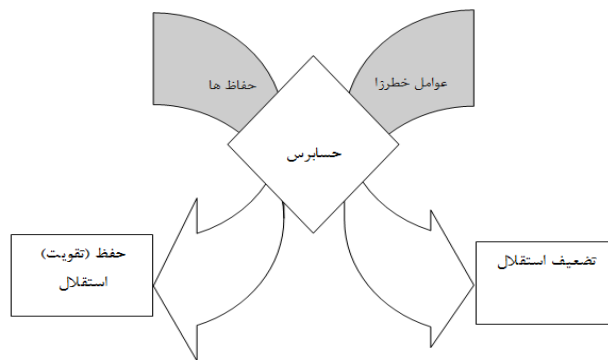 عوامل خطرزا
حفاظ ها
حسابرس
تضعیف استقلال
حفظ (تقویت)
استقلال